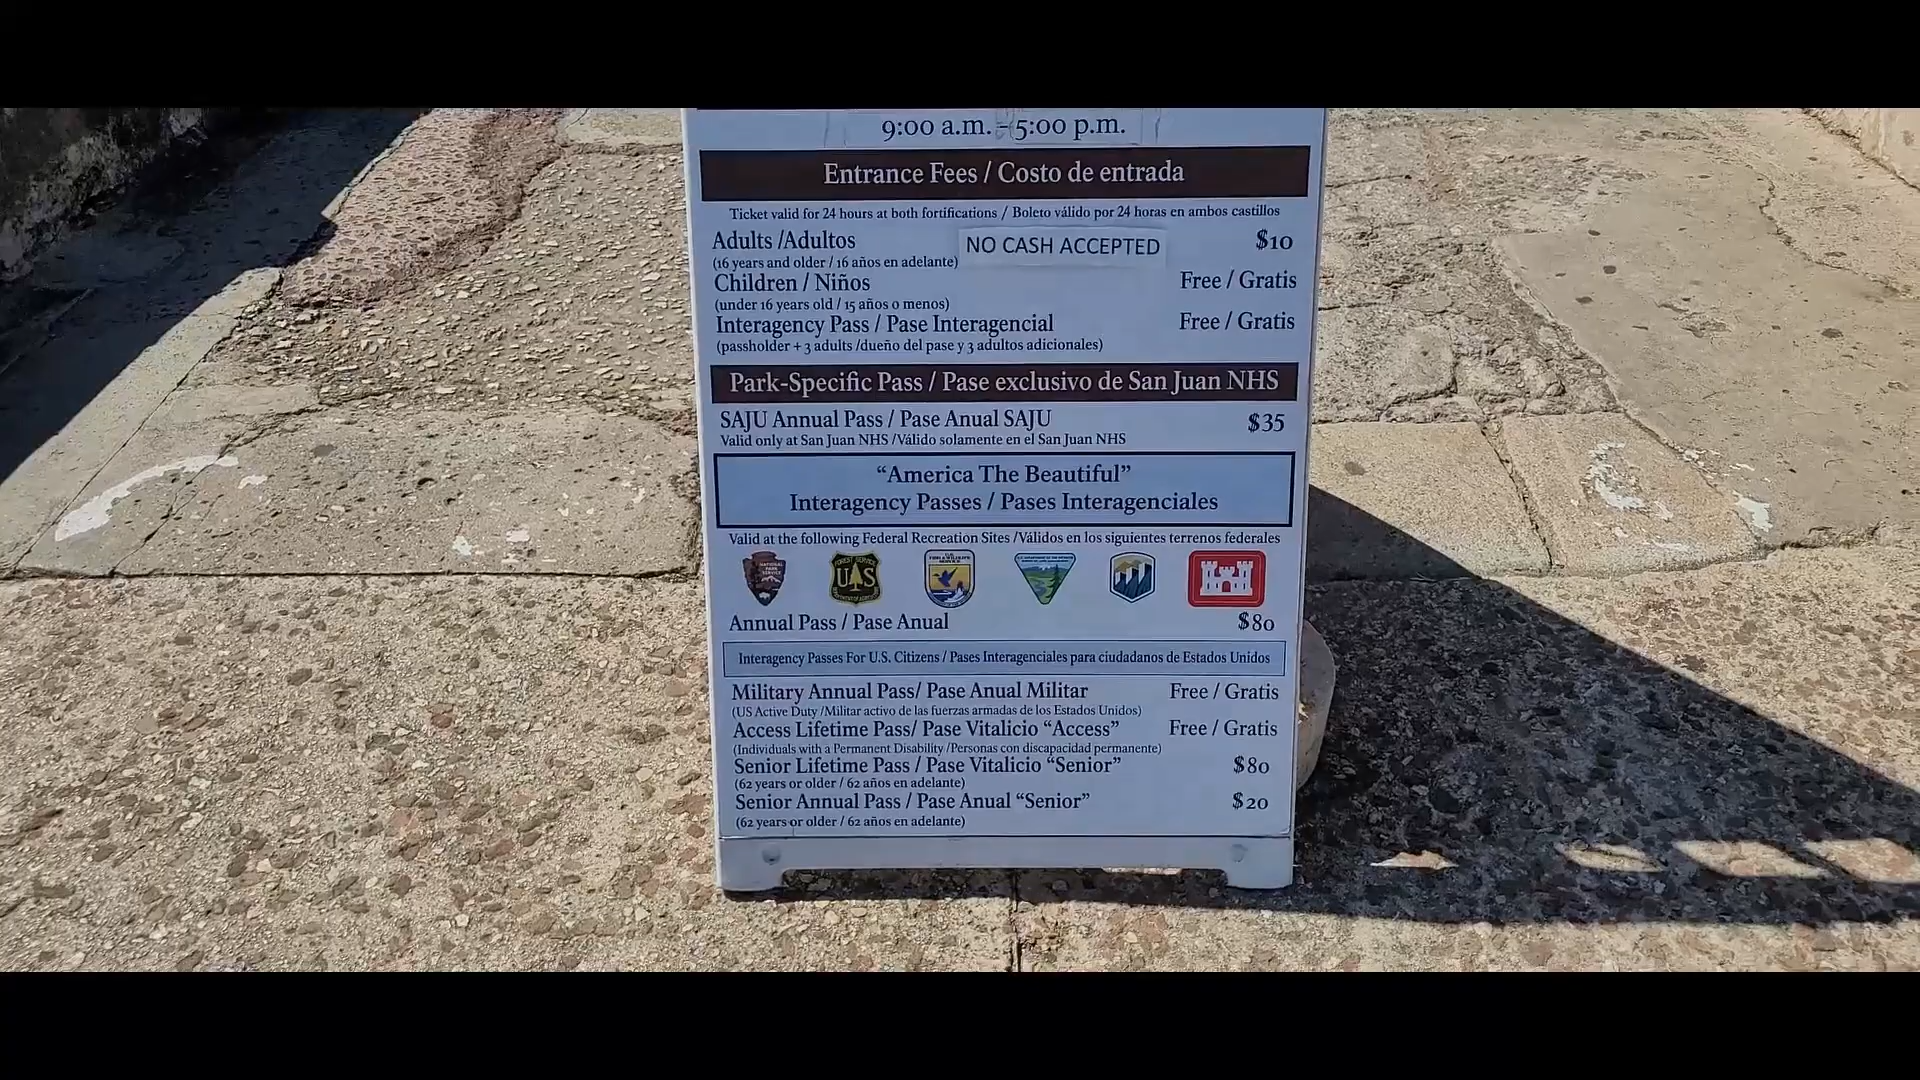 9:00 a.m. - 5:00 p.m.
Entrance Fees / Costo de entrada
Ticket valid for 24 hours at both fortifications / Boleto válido por 24 horas en ambos castillos
Adults /Adultos NO CASH ACCEPTED $10
(16 years and older / 16 años en adelante)
Children / Niños Free / Gratis
(under 16 years old / 15 años o menos)
Interagency Pass / Pase Interagencial Free / Gratis
(passholder + 3 adults /dueño del pase y 3 adultos adicionales)
Park-Specific Pass / Pase exclusivo de San Juan NHS
SAJU Annual Pass / Pase Anual SAJU $35
Valid only at San Juan NHS /Válido solamente en el San Juan NHS
“America The Beautiful”
Interagency Passes / Pases Interagenciales
Valid at the following Federal Recreation Sites /Válidos en los siguientes terrenos federales
NATIONAL PARK SERVICE
FOREST SERVICE
US
Annual Pass / Pase Anual $80
Interagency Passes For U.S. Citizens / Pases Interagenciales para ciudadanos de Estados Unidos
Military Annual Pass/ Pase Anual Militar Free / Gratis
(US Active Duty /Militar activo de las fuerzas armadas de los Estados Unidos)
Access Lifetime Pass/ Pase Vitalicio “Access” Free / Gratis
(Individuals with a Permanent Disability /Personas con discapacidad permanente)
Senior Lifetime Pass / Pase Vitalicio “Senior” $80
(62 years or older / 62 años en adelante)
Senior Annual Pass / Pase Anual “Senior” $20
(62 years or older / 62 años en adelante)